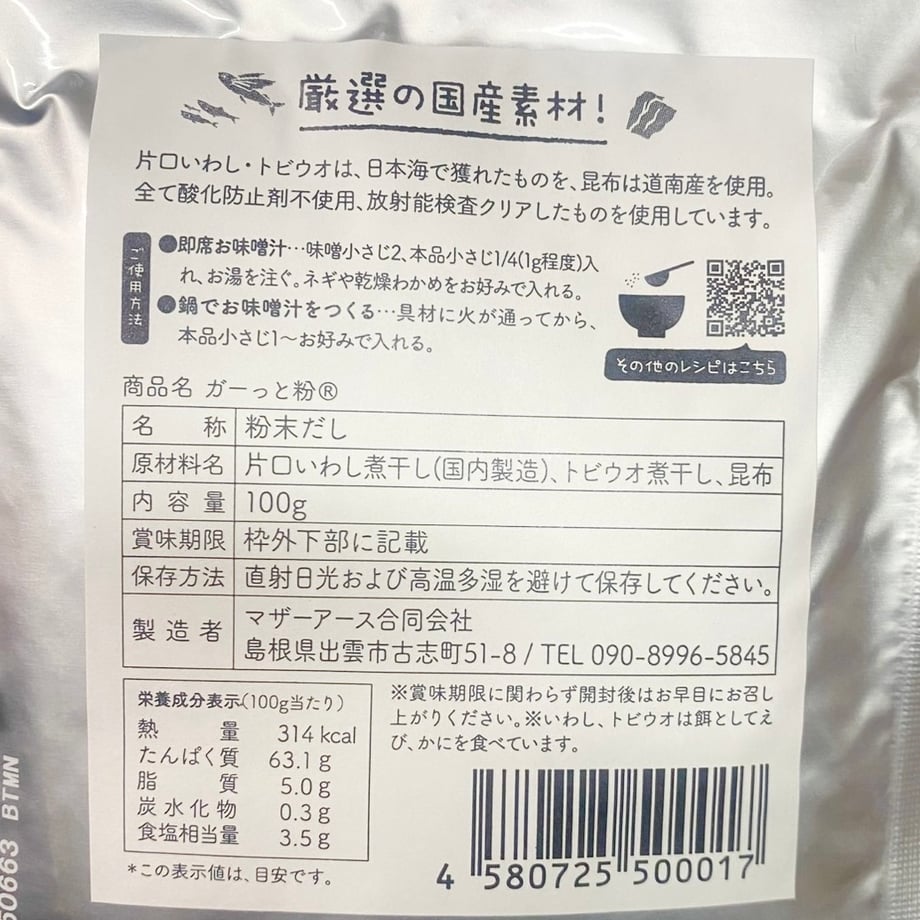 厳選の国産素材!
片口いわし・トビウオは、日本海で獲れたものを、昆布は道南産を使用。
全て酸化防止剤不使用、放射能検査クリアしたものを使用しています。
ご使用方法
●即席お味噌汁…味噌小さじ2、本品小さじ1/4(1g程度)入
れ、お湯を注ぐ。ネギや乾燥わかめをお好みで入れる。
●鍋でお味噌汁をつくる…具材に火が通ってから、
本品小さじ1〜お好みで入れる。
その他のレシピはこちら
商品名 ガーっと粉®
名称 粉末だし
原材料名 片口いわし煮干し(国内製造)、トビウオ煮干し、昆布
内容量 100g
賞味期限 枠外下部に記載
保存方法 直射日光および高温多湿を避けて保存してください。
製造者 マザーアース合同会社
島根県出雲市古志町51-8 / TEL 090-8996-5845
栄養成分表示(100g当たり)
熱量 314 kcal
たんぱく質 63.1 g
脂質 5.0 g
炭水化物 0.3 g
食塩相当量 3.5 g
*この表示値は、目安です。
※賞味期限に関わらず開封後はお早目にお召し
上がりください。※いわし、トビウオは餌としてえ
び、かにを食べています。
4 580725 500017
50663 BTMN